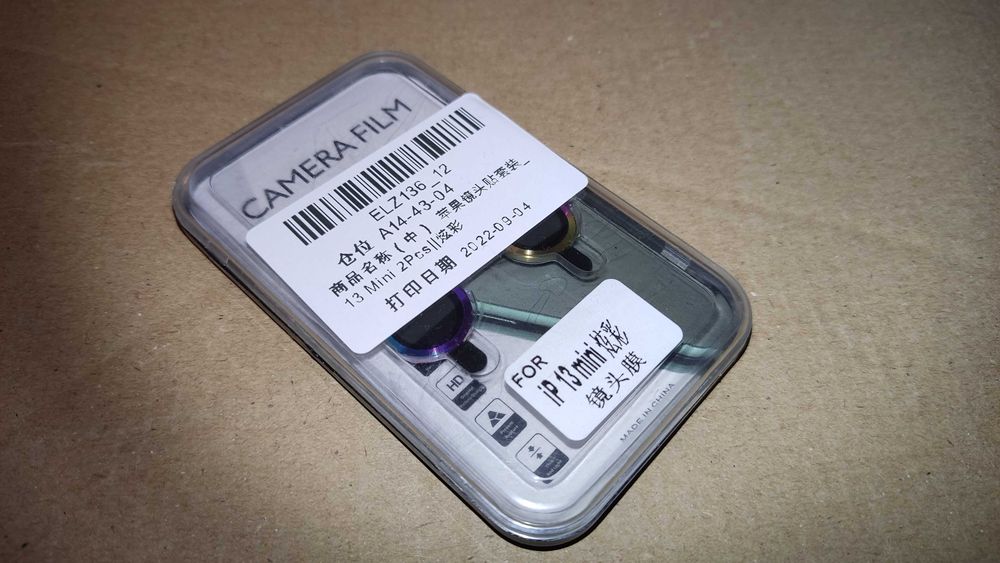 CAMERA FILM
ELZ136_12
仓位 A14-43-04
商品名称（中）苹果镜头贴套装_
13 Mini 2Pcs||炫彩
打印日期 2022-09-04
FOR
iP 13 mini 炫彩
镜头膜
HD
MADE IN CHINA